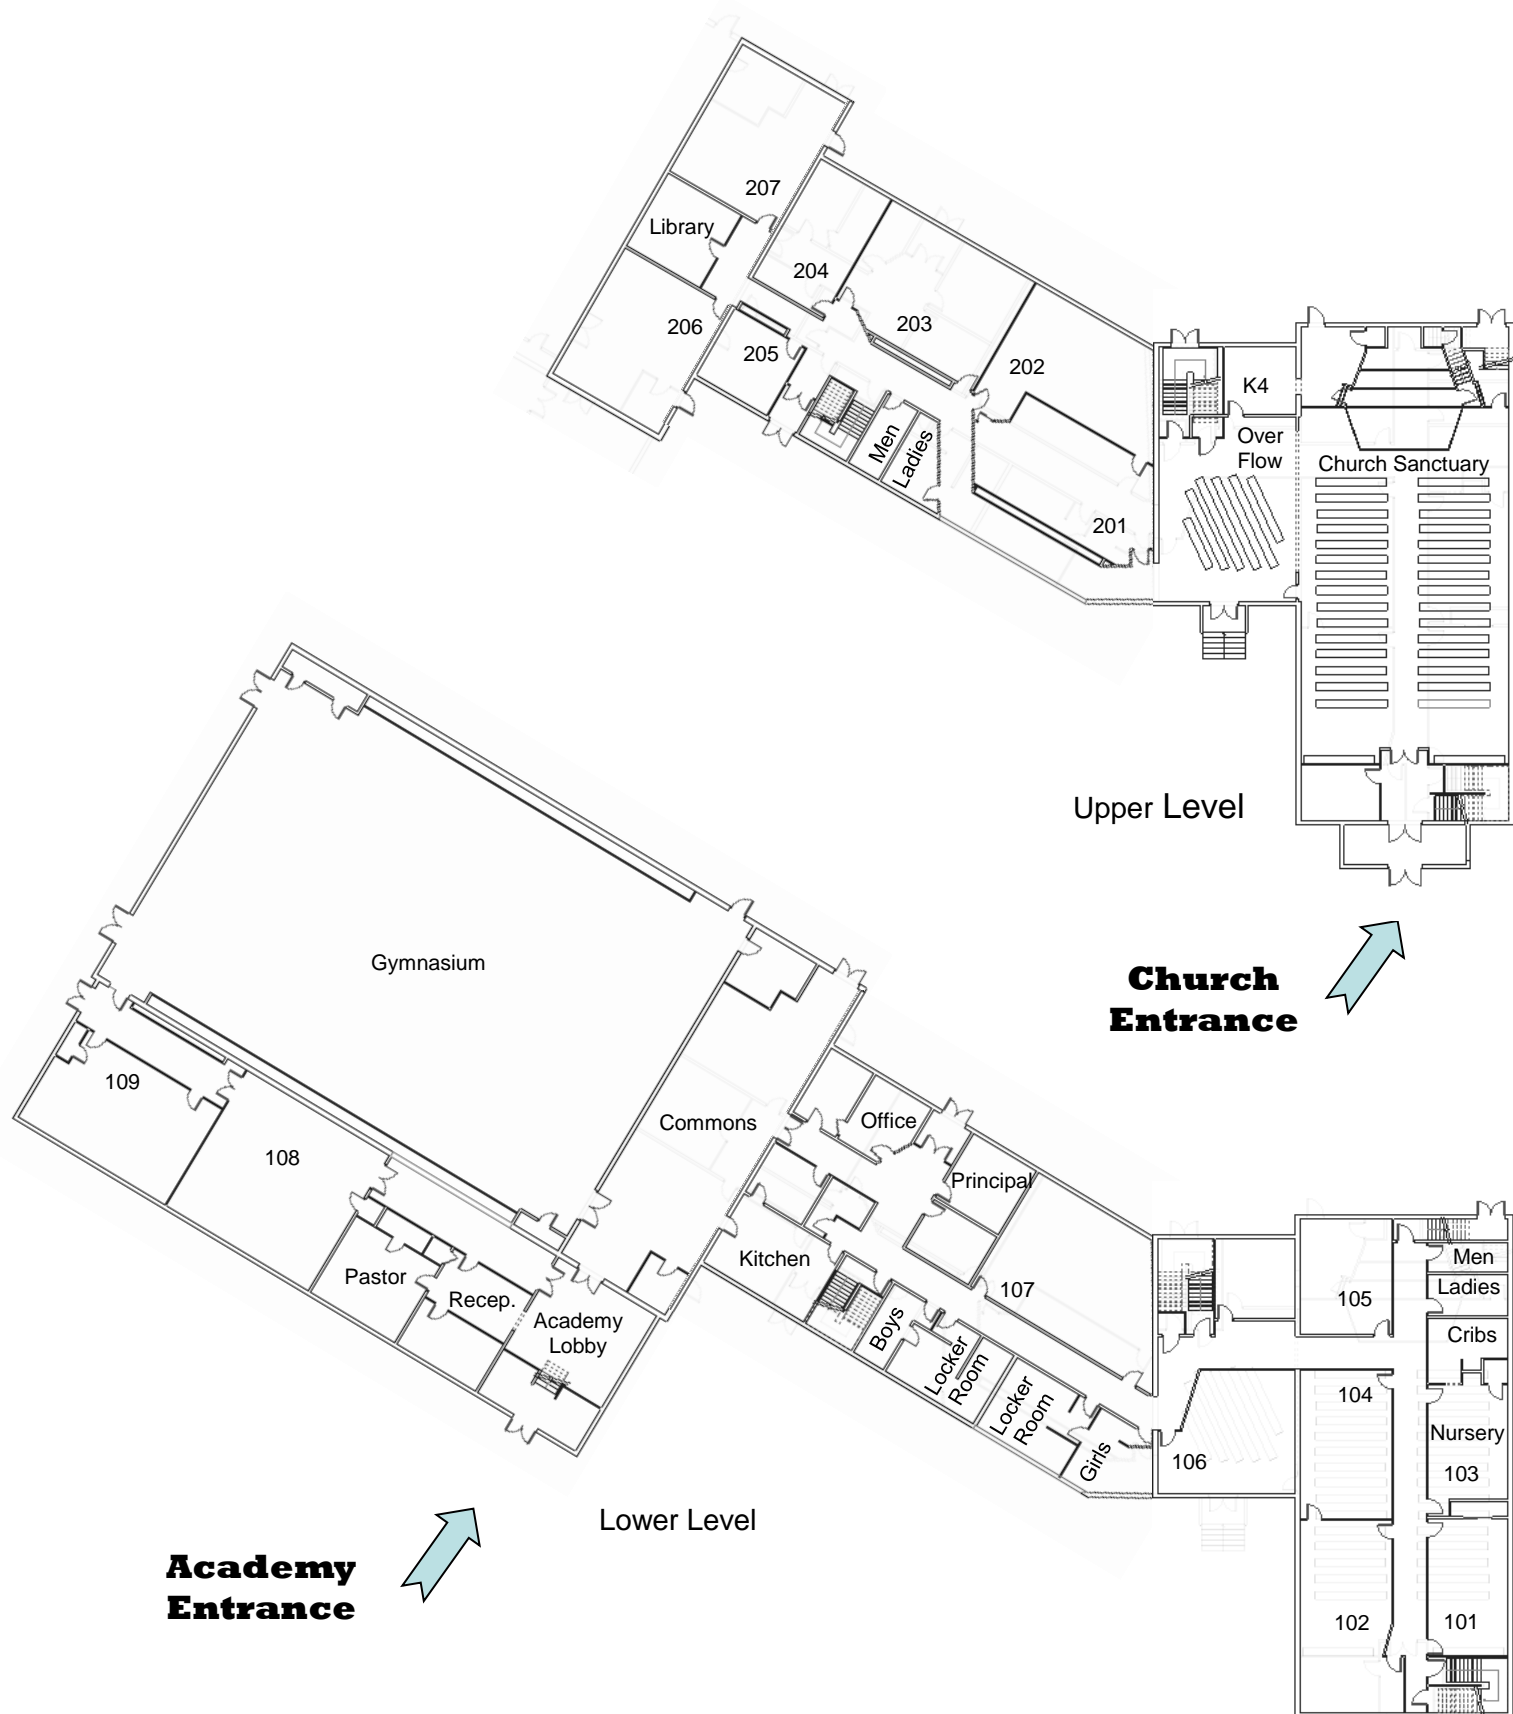 207
Library
204
206
203
205
202
K4
Men
Ladies
Over
Flow
Church Sanctuary
201
Upper Level
Church
Entrance
Gymnasium
109
Commons
Office
108
Principal
Kitchen
Pastor
Recep.
Academy
Lobby
107
Boys
Locker
Room
Locker
Room
Girls
106
105
Men
Ladies
Cribs
104
Nursery
103
102
101
Lower Level
Academy
Entrance